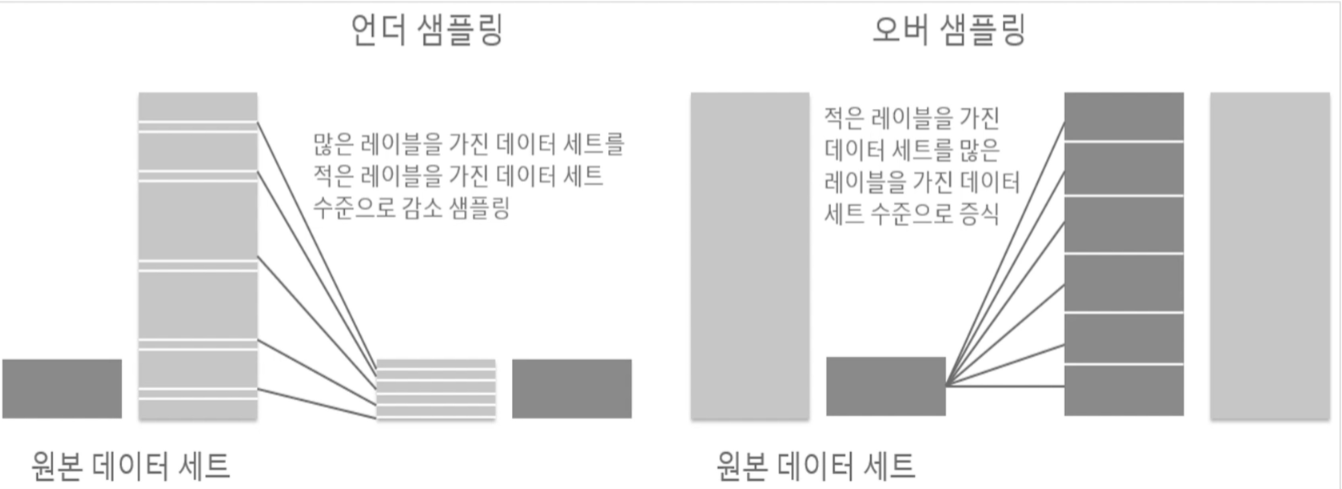 언더 샘플링
많은 레이블을 가진 데이터 세트를
적은 레이블을 가진 데이터 세트
수준으로 감소 샘플링
원본 데이터 세트
오버 샘플링
적은 레이블을 가진
데이터 세트를 많은
레이블을 가진 데이터
세트 수준으로 증식
원본 데이터 세트